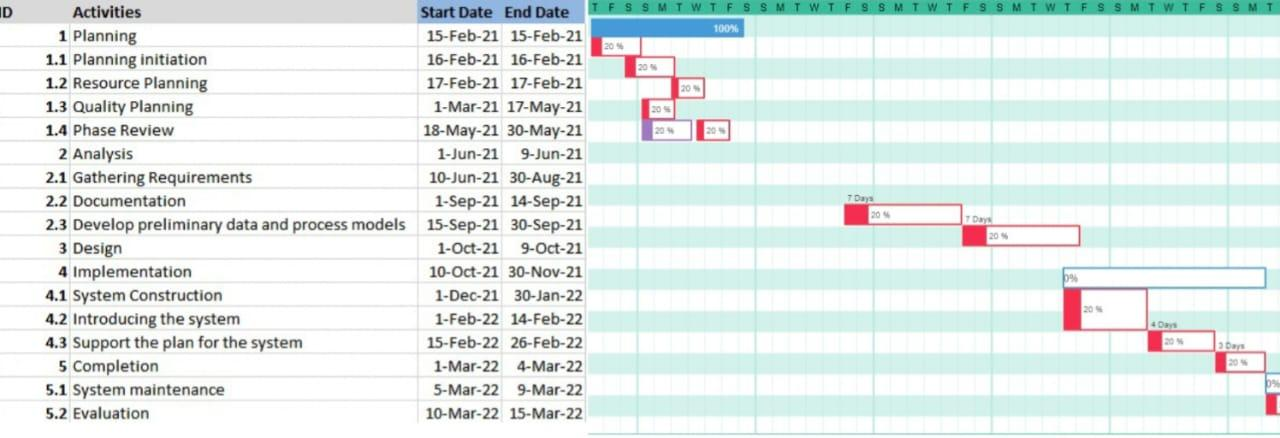 ID Activities Start Date End Date T F S S M T W T F S S M T W T F S S M T W T F S S M T W T F S S M T W T F S S M T
1 Planning 15-Feb-21 15-Feb-21 100%
20 %
1.1 Planning initiation 16-Feb-21 16-Feb-21 20 %
1.2 Resource Planning 17-Feb-21 17-Feb-21 20 %
1.3 Quality Planning 1-Mar-21 17-May-21 20 %
1.4 Phase Review 18-May-21 30-May-21 20 % 20 %
2 Analysis 1-Jun-21 9-Jun-21
2.1 Gathering Requirements 10-Jun-21 30-Aug-21
7 Days
2.2 Documentation 1-Sep-21 14-Sep-21 20 %
7 Days
2.3 Develop preliminary data and process models 15-Sep-21 30-Sep-21 20 %
3 Design 1-Oct-21 9-Oct-21
4 Implementation 10-Oct-21 30-Nov-21 0%
4.1 System Construction 1-Dec-21 30-Jan-22 20 %
4.2 Introducing the system 1-Feb-22 14-Feb-22 4 Days
4.3 Support the plan for the system 15-Feb-22 26-Feb-22 20 % 3 Days
5 Completion 1-Mar-22 4-Mar-22 20 %
5.1 System maintenance 5-Mar-22 9-Mar-22 0%
5.2 Evaluation 10-Mar-22 15-Mar-22